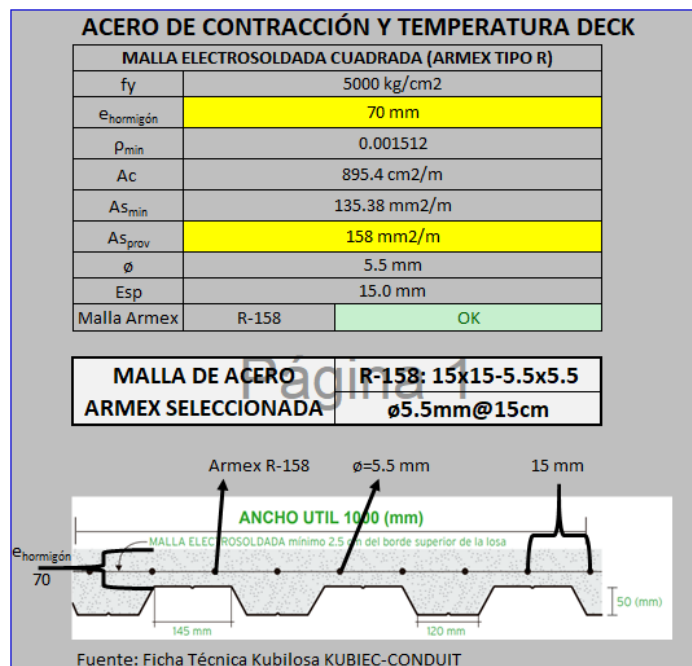 ACERO DE CONTRACCIÓN Y TEMPERATURA DECK
MALLA ELECTROSOLDADA CUADRADA (ARMEX TIPO R)
fy 5000 kg/cm2
ehormigón 70 mm
ρmin 0.001512
Ac 895.4 cm2/m
Asmin 135.38 mm2/m
Asprov 158 mm2/m
ø 5.5 mm
Esp 15.0 mm
Malla Armex R-158 OK
Página 1
MALLA DE ACERO R-158: 15x15-5.5x5.5
ARMEX SELECCIONADA ø5.5mm@15cm
Armex R-158 ø=5.5 mm 15 mm
ANCHO UTIL 1000 (mm)
MALLA ELECTROSOLDADA mínimo 2.5 cm del borde superior de la losa
ehormigón
70
50 (mm)
145 mm 120 mm
Fuente: Ficha Técnica Kubilosa KUBIEC-CONDUIT